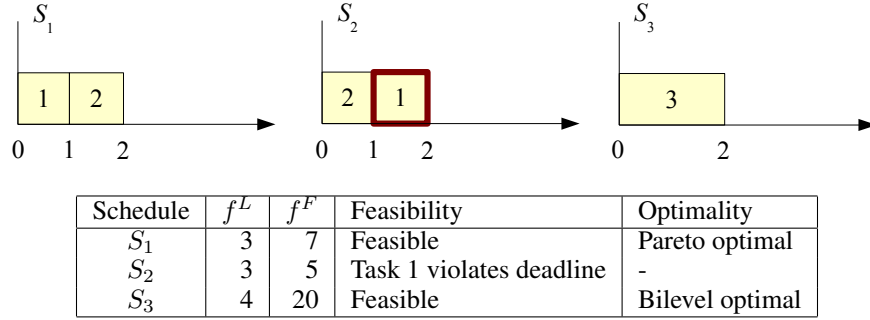 S1 S2 S3
1 2 2 1 3
0 1 2 0 1 2 0 2
Schedule f^L f^F Feasibility Optimality
S1 3 7 Feasible Pareto optimal
S2 3 5 Task 1 violates deadline -
S3 4 20 Feasible Bilevel optimal